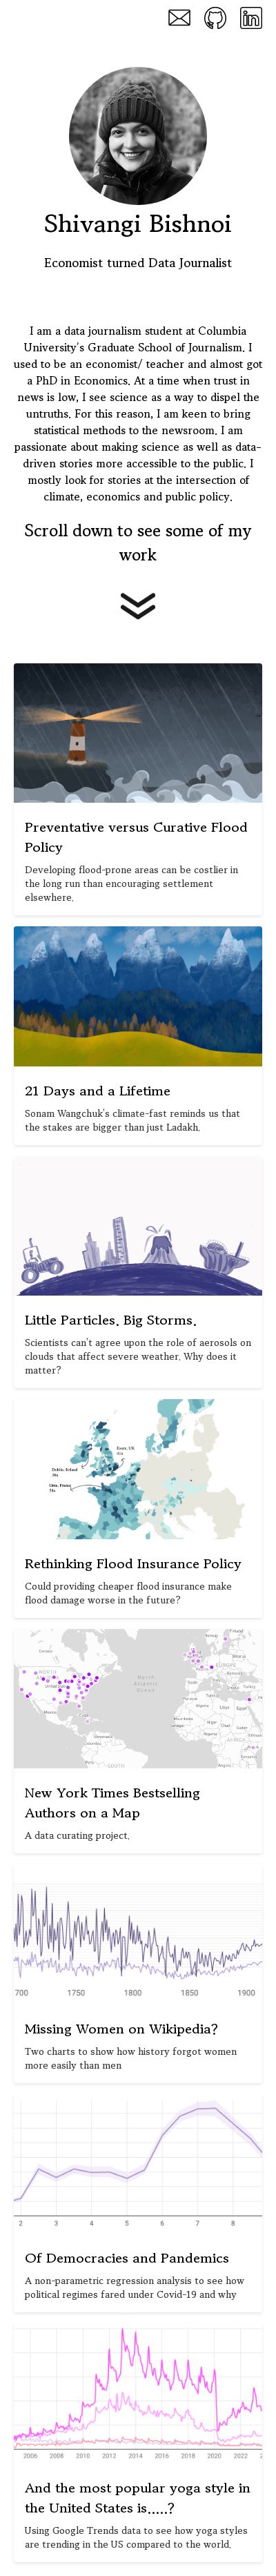 in
Shivangi Bishnoi
Economist turned Data Journalist
I am a data journalism student at Columbia
University's Graduate School of Journalism. I
used to be an economist/ teacher and almost got
a PhD in Economics. At a time when trust in
news is low, I see science as a way to dispel the
untruths. For this reason, I am keen to bring
statistical methods to the newsroom. I am
passionate about making science as well as data-
driven stories more accessible to the public. I
mostly look for stories at the intersection of
climate, economics and public policy.
Scroll down to see some of my
work
Preventative versus Curative Flood
Policy
Developing flood-prone areas can be costlier in
the long run than encouraging settlement
elsewhere.
21 Days and a Lifetime
Sonam Wangchuk's climate-fast reminds us that
the stakes are bigger than just Ladakh.
Little Particles. Big Storms.
Scientists can't agree upon the role of aerosols on
clouds that affect severe weather. Why does it
matter?
Essex, UK
Dublin, Ireland
Rethinking Flood Insurance Policy
Could providing cheaper flood insurance make
flood damage worse in the future?
North
Atlantic
Ocean
New York Times Bestselling
Authors on a Map
A data curating project.
700 1750 1800 1850 1900
Missing Women on Wikipedia?
Two charts to show how history forgot women
more easily than men
2 3 4 5 6 7 8
Of Democracies and Pandemics
A non-parametric regression analysis to see how
political regimes fared under Covid-19 and why
2006 2008 2010 2012 2014 2016 2018 2020 2022
And the most popular yoga style in
the United States is.....?
Using Google Trends data to see how yoga styles
are trending in the US compared to the world.